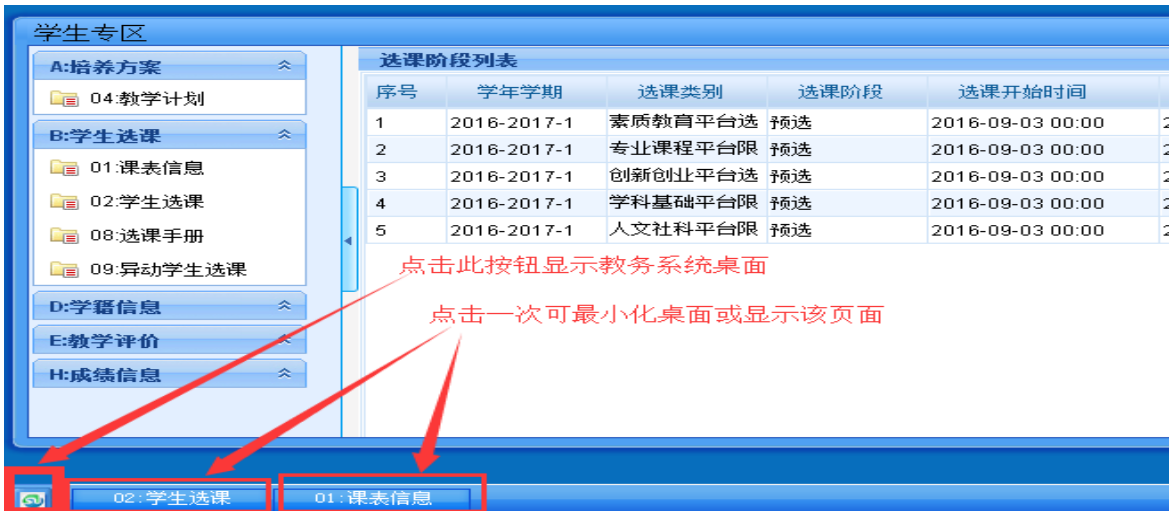 学生专区
A:培养方案
04:教学计划
B:学生选课
01:课表信息
02:学生选课
08:选课手册
09:异动学生选课
D:学籍信息
E:教学评价
H:成绩信息
选课阶段列表
序号 学年学期 选课类别 选课阶段 选课开始时间
1 2016-2017-1 素质教育平台选 预选 2016-09-03 00:00 2
2 2016-2017-1 专业课程平台限 预选 2016-09-03 00:00 2
3 2016-2017-1 创新创业平台选 预选 2016-09-03 00:00 2
4 2016-2017-1 学科基础平台限 预选 2016-09-03 00:00 2
5 2016-2017-1 人文社科平台限 预选 2016-09-03 00:00 2
点击此按钮显示教务系统桌面
点击一次可最小化桌面或显示该页面
02:学生选课 01:课表信息